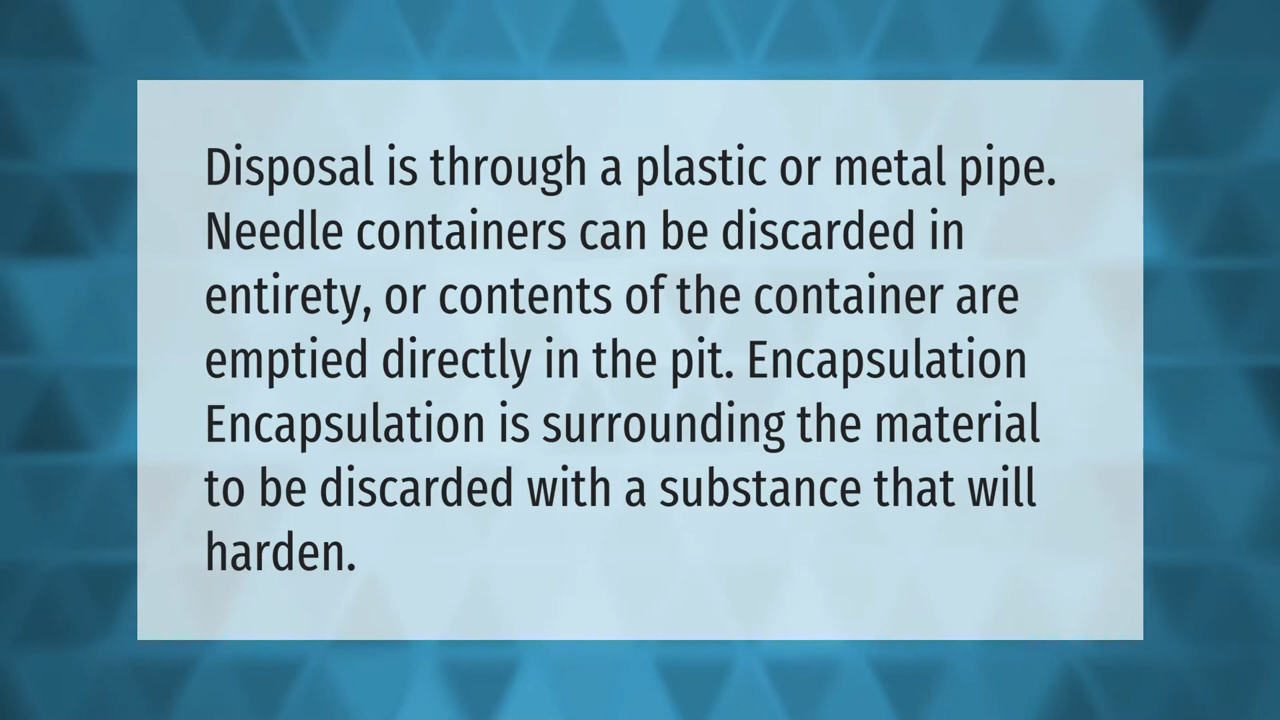 Disposal is through a plastic or metal pipe.
Needle containers can be discarded in
entirety, or contents of the container are
emptied directly in the pit. Encapsulation
Encapsulation is surrounding the material
to be discarded with a substance that will
harden.